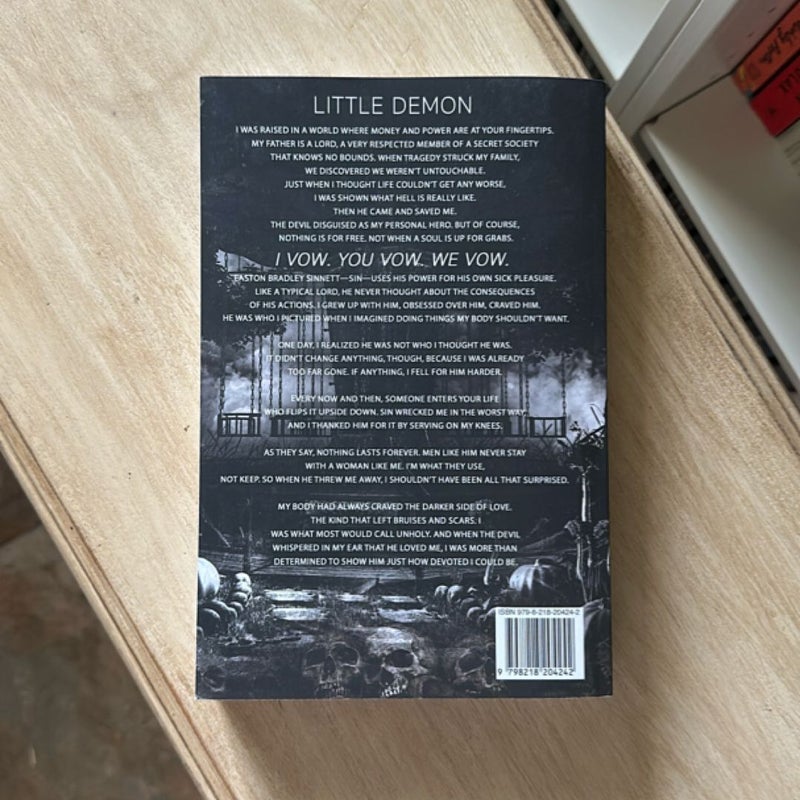 LITTLE DEMON
I WAS RAISED IN A WORLD WHERE MONEY AND POWER ARE AT YOUR FINGERTIPS.
MY FATHER IS A LORD, A VERY RESPECTED MEMBER OF A SECRET SOCIETY
THAT KNOWS NO BOUNDS. WHEN TRAGEDY STRUCK MY FAMILY,
WE DISCOVERED WE WEREN'T UNTOUCHABLE.
JUST WHEN I THOUGHT LIFE COULDN'T GET ANY WORSE,
I WAS SHOWN WHAT HELL IS REALLY LIKE.
THEN HE CAME AND SAVED ME.
THE DEVIL DISGUISED AS MY PERSONAL HERO. BUT OF COURSE,
NOTHING IS FOR FREE. NOT WHEN A SOUL IS UP FOR GRABS.
I VOW. YOU VOW. WE VOW.
EASTON BRADLEY SINNETT—SIN—USES HIS POWER FOR HIS OWN SICK PLEASURE.
LIKE A TYPICAL LORD, HE NEVER THOUGHT ABOUT THE CONSEQUENCES
OF HIS ACTIONS. I GREW UP WITH HIM, OBSESSED OVER HIM, CRAVED HIM.
HE WAS WHO I PICTURED WHEN I IMAGINED DOING THINGS MY BODY SHOULDN'T WANT.
ONE DAY, I REALIZED HE WAS NOT WHO I THOUGHT HE WAS.
IT DIDN'T CHANGE ANYTHING, THOUGH, BECAUSE I WAS ALREADY
TOO FAR GONE. IF ANYTHING, I FELL FOR HIM HARDER.
EVERY NOW AND THEN, SOMEONE ENTERS YOUR LIFE
WHO FLIPS IT UPSIDE DOWN. SIN WRECKED ME IN THE WORST WAY,
AND I THANKED HIM FOR IT BY SERVING ON MY KNEES.
AS THEY SAY, NOTHING LASTS FOREVER. MEN LIKE HIM NEVER STAY
WITH A WOMAN LIKE ME. I'M WHAT THEY USE,
NOT KEEP. SO WHEN HE THREW ME AWAY, I SHOULDN'T HAVE BEEN ALL THAT SURPRISED.
MY BODY HAD ALWAYS CRAVED THE DARKER SIDE OF LOVE.
THE KIND THAT LEFT BRUISES AND SCARS. I
WAS WHAT MOST WOULD CALL UNHOLY. AND WHEN THE DEVIL
WHISPERED IN MY EAR THAT HE LOVED ME, I WAS MORE THAN
DETERMINED TO SHOW HIM JUST HOW DEVOTED I COULD BE.
ISBN 979-8-218-20424-2
9 798218 204242